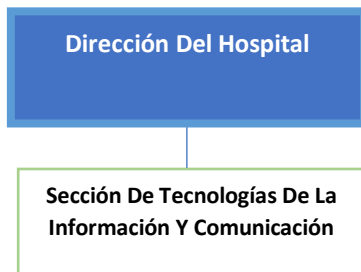 Dirección Del Hospital
Sección De Tecnologías De La
Información Y Comunicación